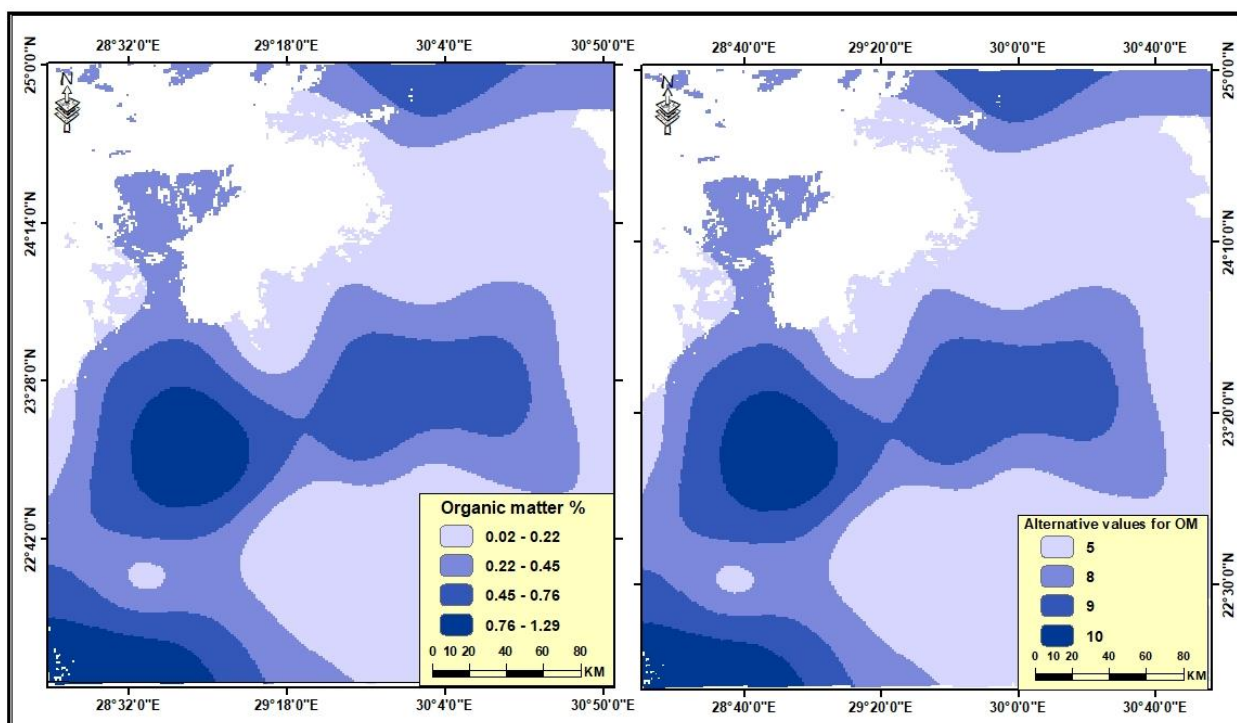 28°32'0"E 29°18'0"E 30°4'0"E 30°50'0"E
25°0'0"N
24°14'0"N
23°28'0"N
22°42'0"N
N
Organic matter %
0.02 - 0.22
0.22 - 0.45
0.45 - 0.76
0.76 - 1.29
0 10 20 40 60 80
KM
28°32'0"E 29°18'0"E 30°4'0"E 30°50'0"E
28°40'0"E 29°20'0"E 30°0'0"E 30°40'0"E
N
25°0'0"N
24°10'0"N
23°20'0"N
22°30'0"N
Alternative values for OM
5
8
9
10
0 10 20 40 60 80
KM
28°40'0"E 29°20'0"E 30°0'0"E 30°40'0"E